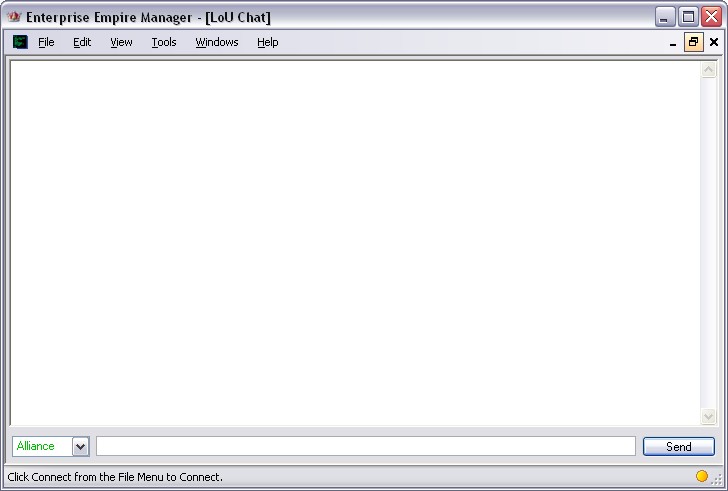 Enterprise Empire Manager - [LoU Chat]
File Edit View Tools Windows Help
Alliance Send
Click Connect from the File Menu to Connect.